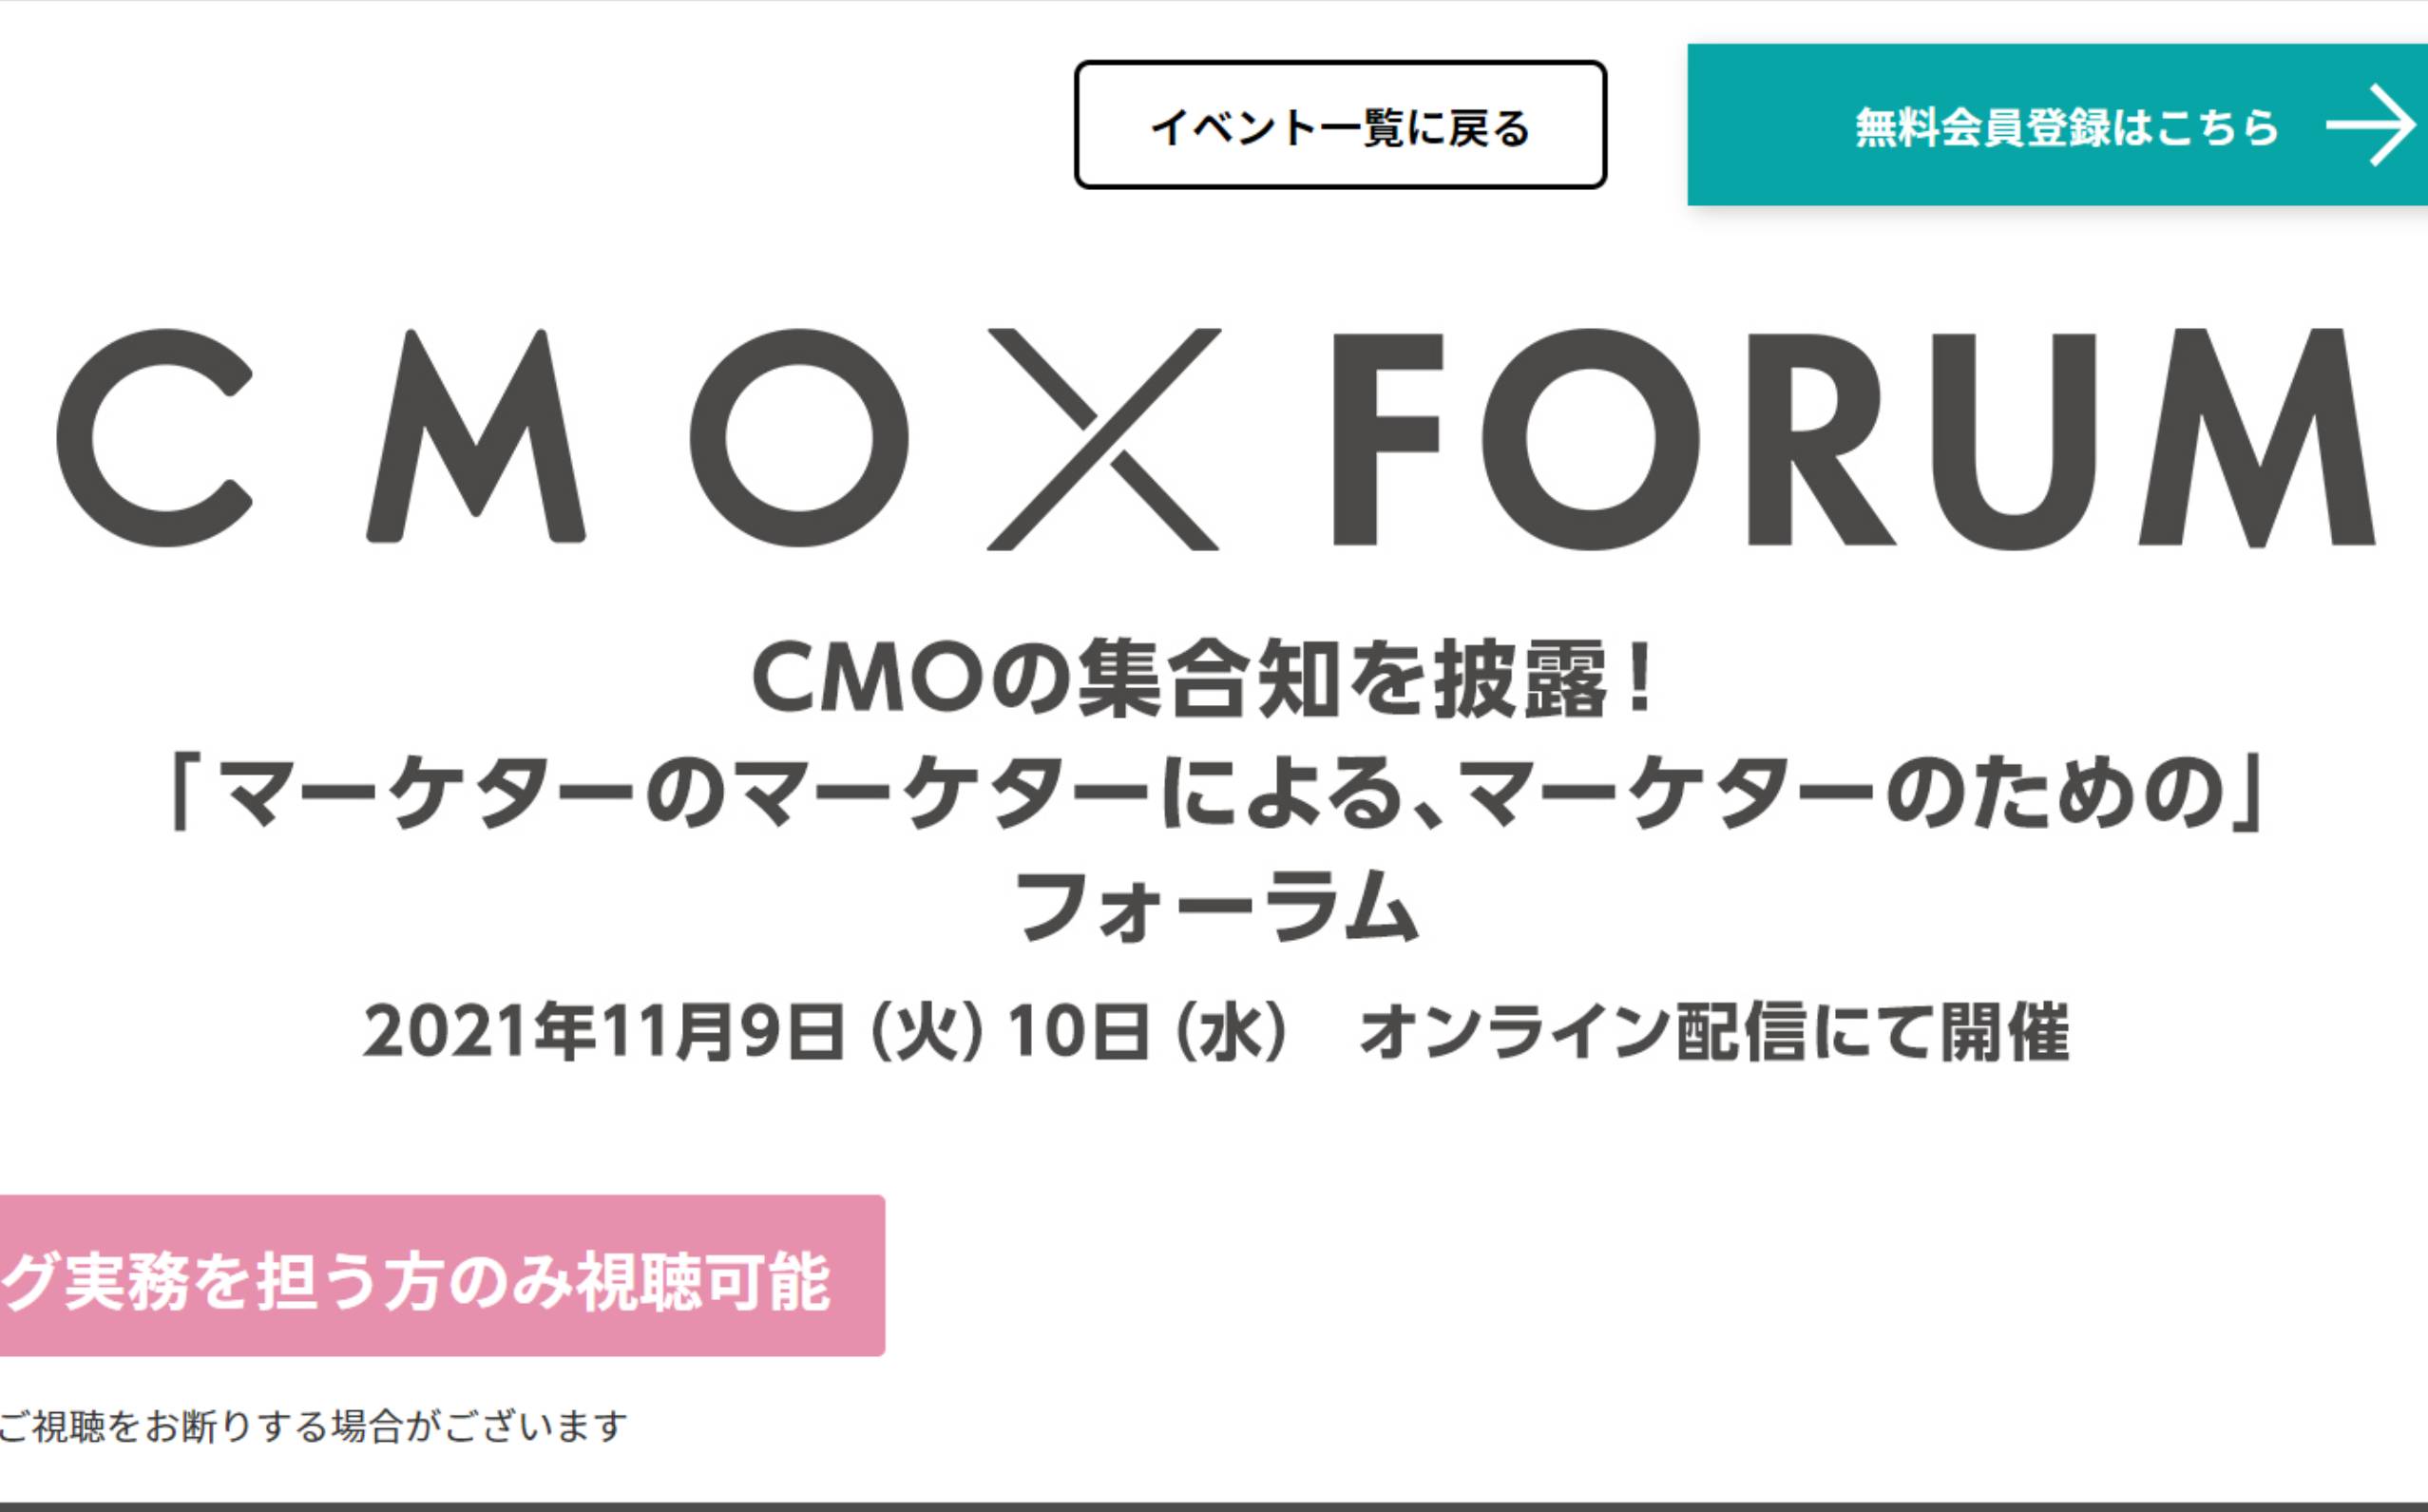 イベント一覧に戻る
無料会員登録はこちら
CMOX FORUM
CMOの集合知を披露!
「マーケターのマーケターによる、マーケターのための」
フォーラム
2021年11月9日（火）10日（水）　オンライン配信にて開催
グ実務を担う方のみ視聴可能
ご視聴をお断りする場合がございます